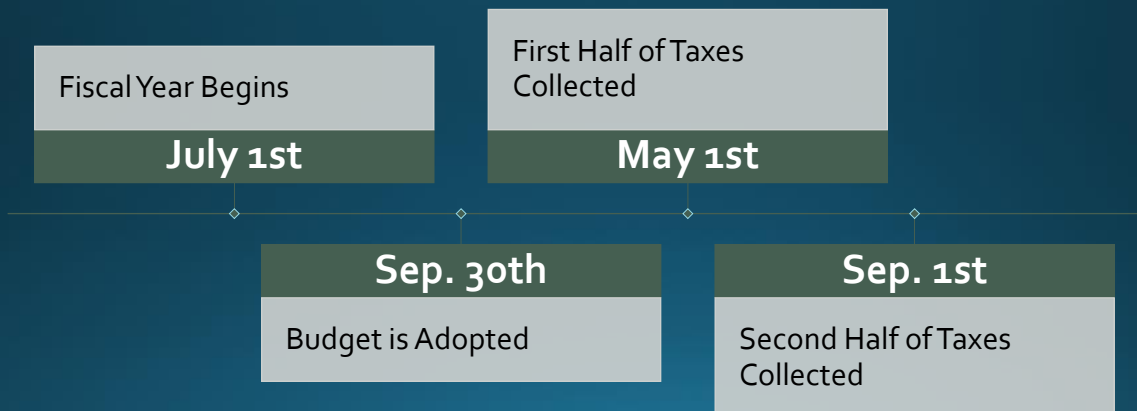 Fiscal Year Begins
July 1st
Sep. 30th
Budget is Adopted
First Half of Taxes
Collected
May 1st
Sep. 1st
Second Half of Taxes
Collected